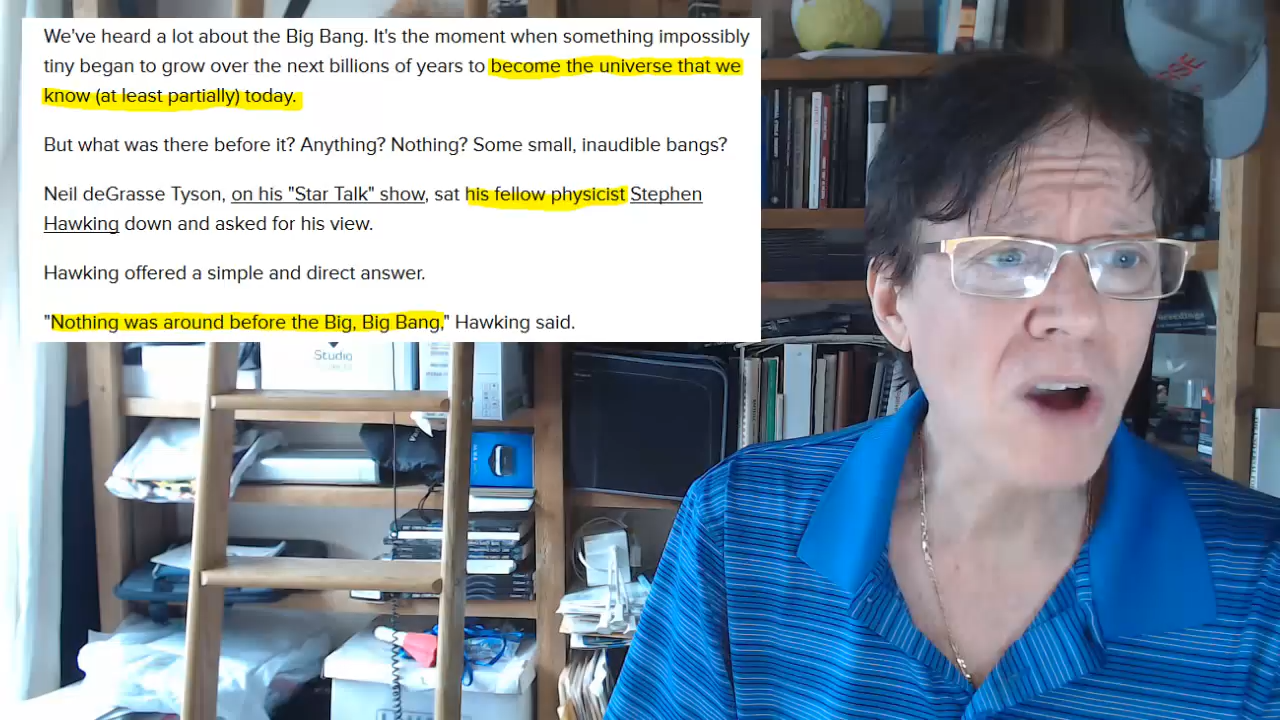 We've heard a lot about the Big Bang. It's the moment when something impossibly
tiny began to grow over the next billions of years to become the universe that we
know (at least partially) today.
But what was there before it? Anything? Nothing? Some small, inaudible bangs?
Neil deGrasse Tyson, on his "Star Talk" show, sat his fellow physicist Stephen
Hawking down and asked for his view.
Hawking offered a simple and direct answer.
"Nothing was around before the Big, Big Bang," Hawking said.
Studio